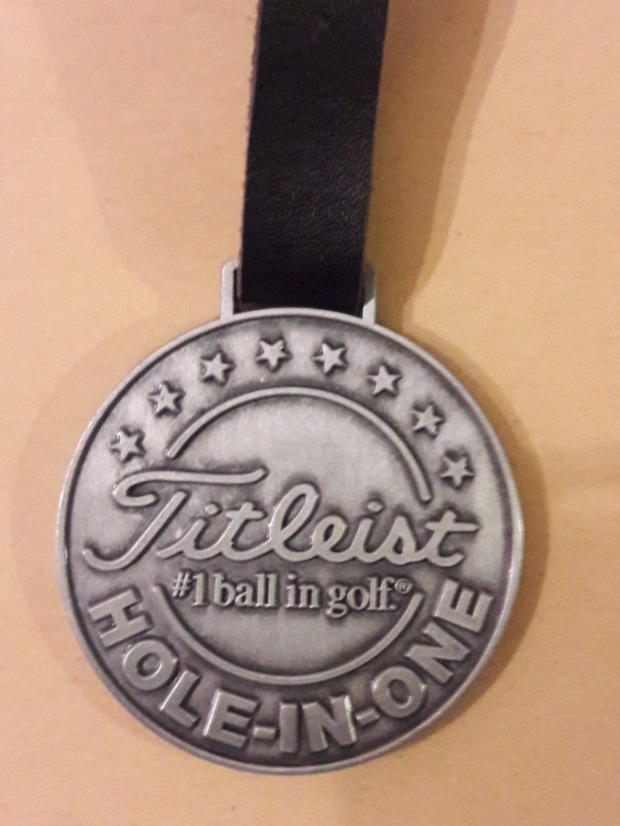 Titleist
#1 ball in golf.®
HOLE-IN-ONE